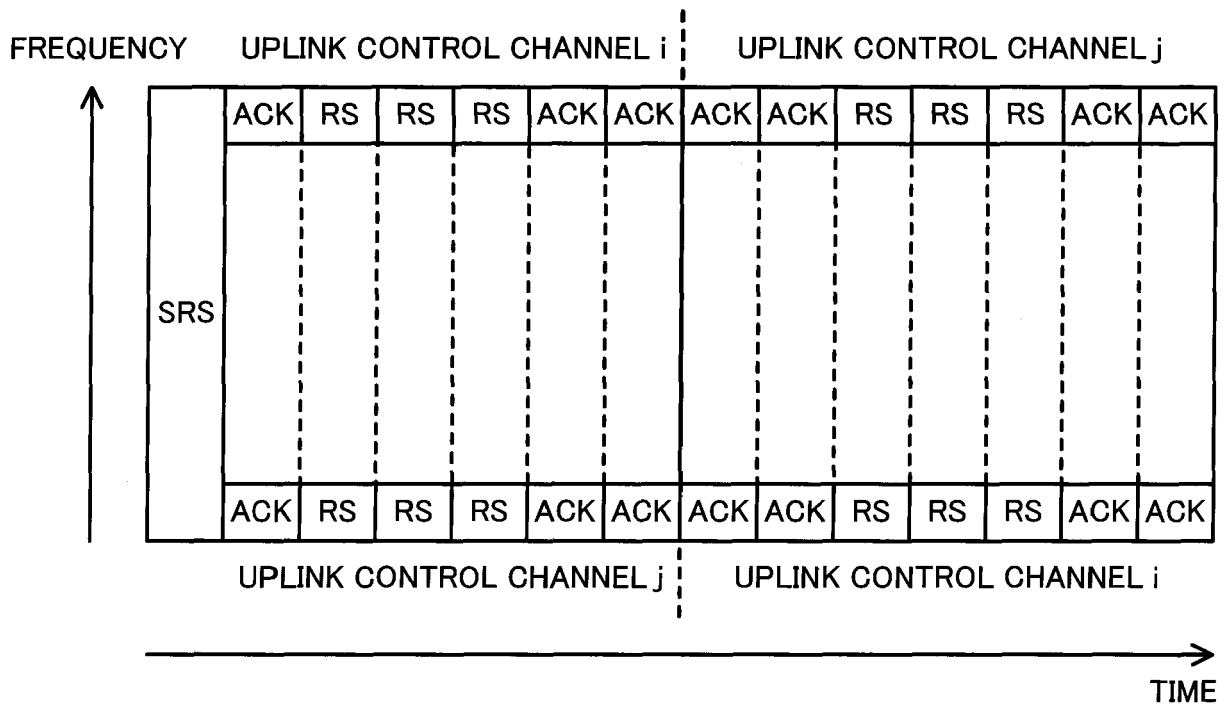 FREQUENCY
UPLINK CONTROL CHANNEL i
UPLINK CONTROL CHANNEL j
ACK RS RS RS ACK ACK ACK ACK RS RS RS ACK ACK
SRS
ACK RS RS RS ACK ACK ACK ACK RS RS RS ACK ACK
UPLINK CONTROL CHANNEL j
UPLINK CONTROL CHANNEL i
TIME